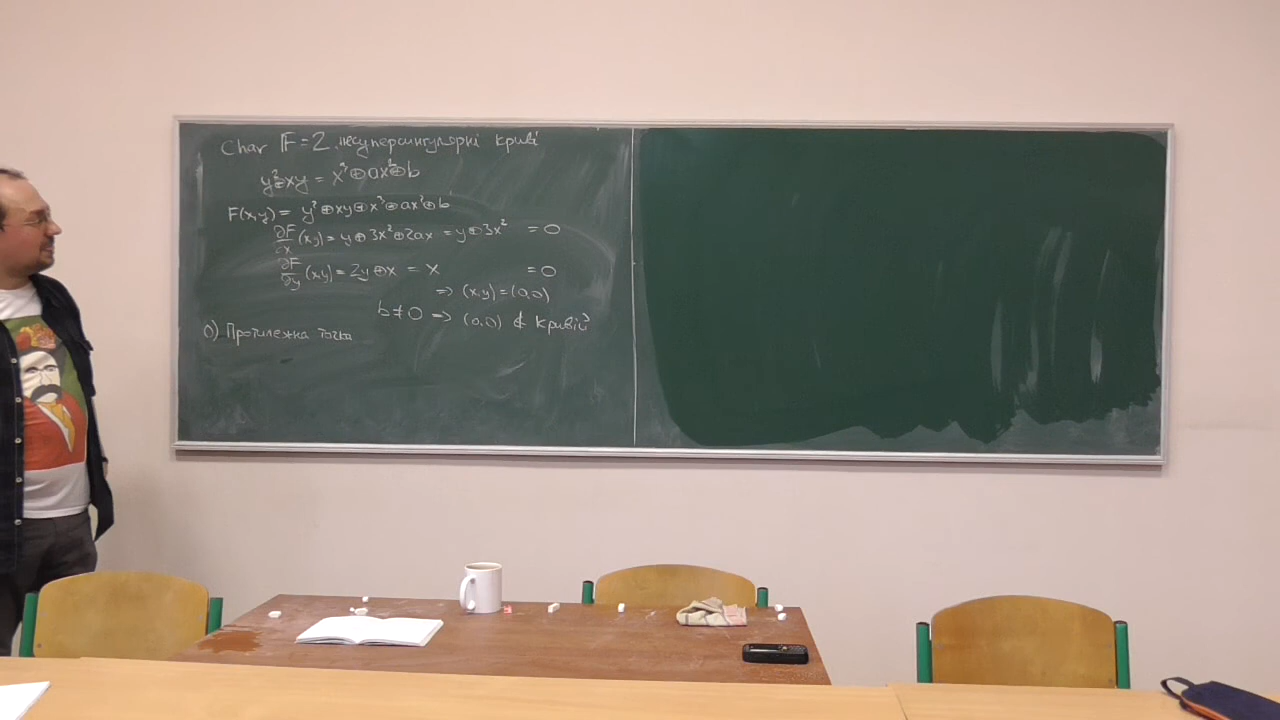 Char 𝔽 = 2, несуперсингулярні криві
y² ⊕ xy = x³ ⊕ ax² ⊕ b
F(x,y) = y² ⊕ xy ⊕ x³ ⊕ ax² ⊕ b
∂F/∂x (x,y) = y ⊕ 3x² ⊕ 2ax = y ⊕ 3x² = 0
∂F/∂y (x,y) = 2y ⊕ x = x = 0
⇒ (x,y) = (0,0)
b ≠ 0 ⇒ (0,0) ∉ кривій
0) Протилежна точка